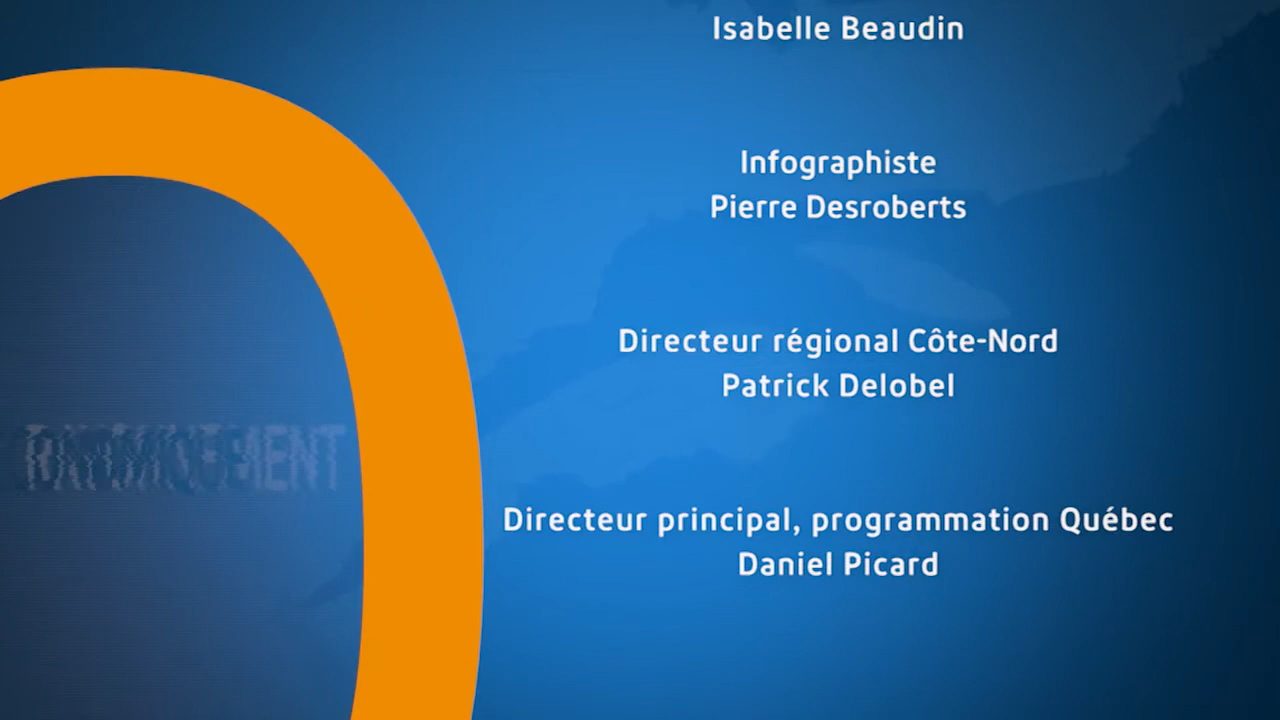 Isabelle Beaudin
Infographiste
Pierre Desroberts
Directeur régional Côte-Nord
Patrick Delobel
Directeur principal, programmation Québec
Daniel Picard